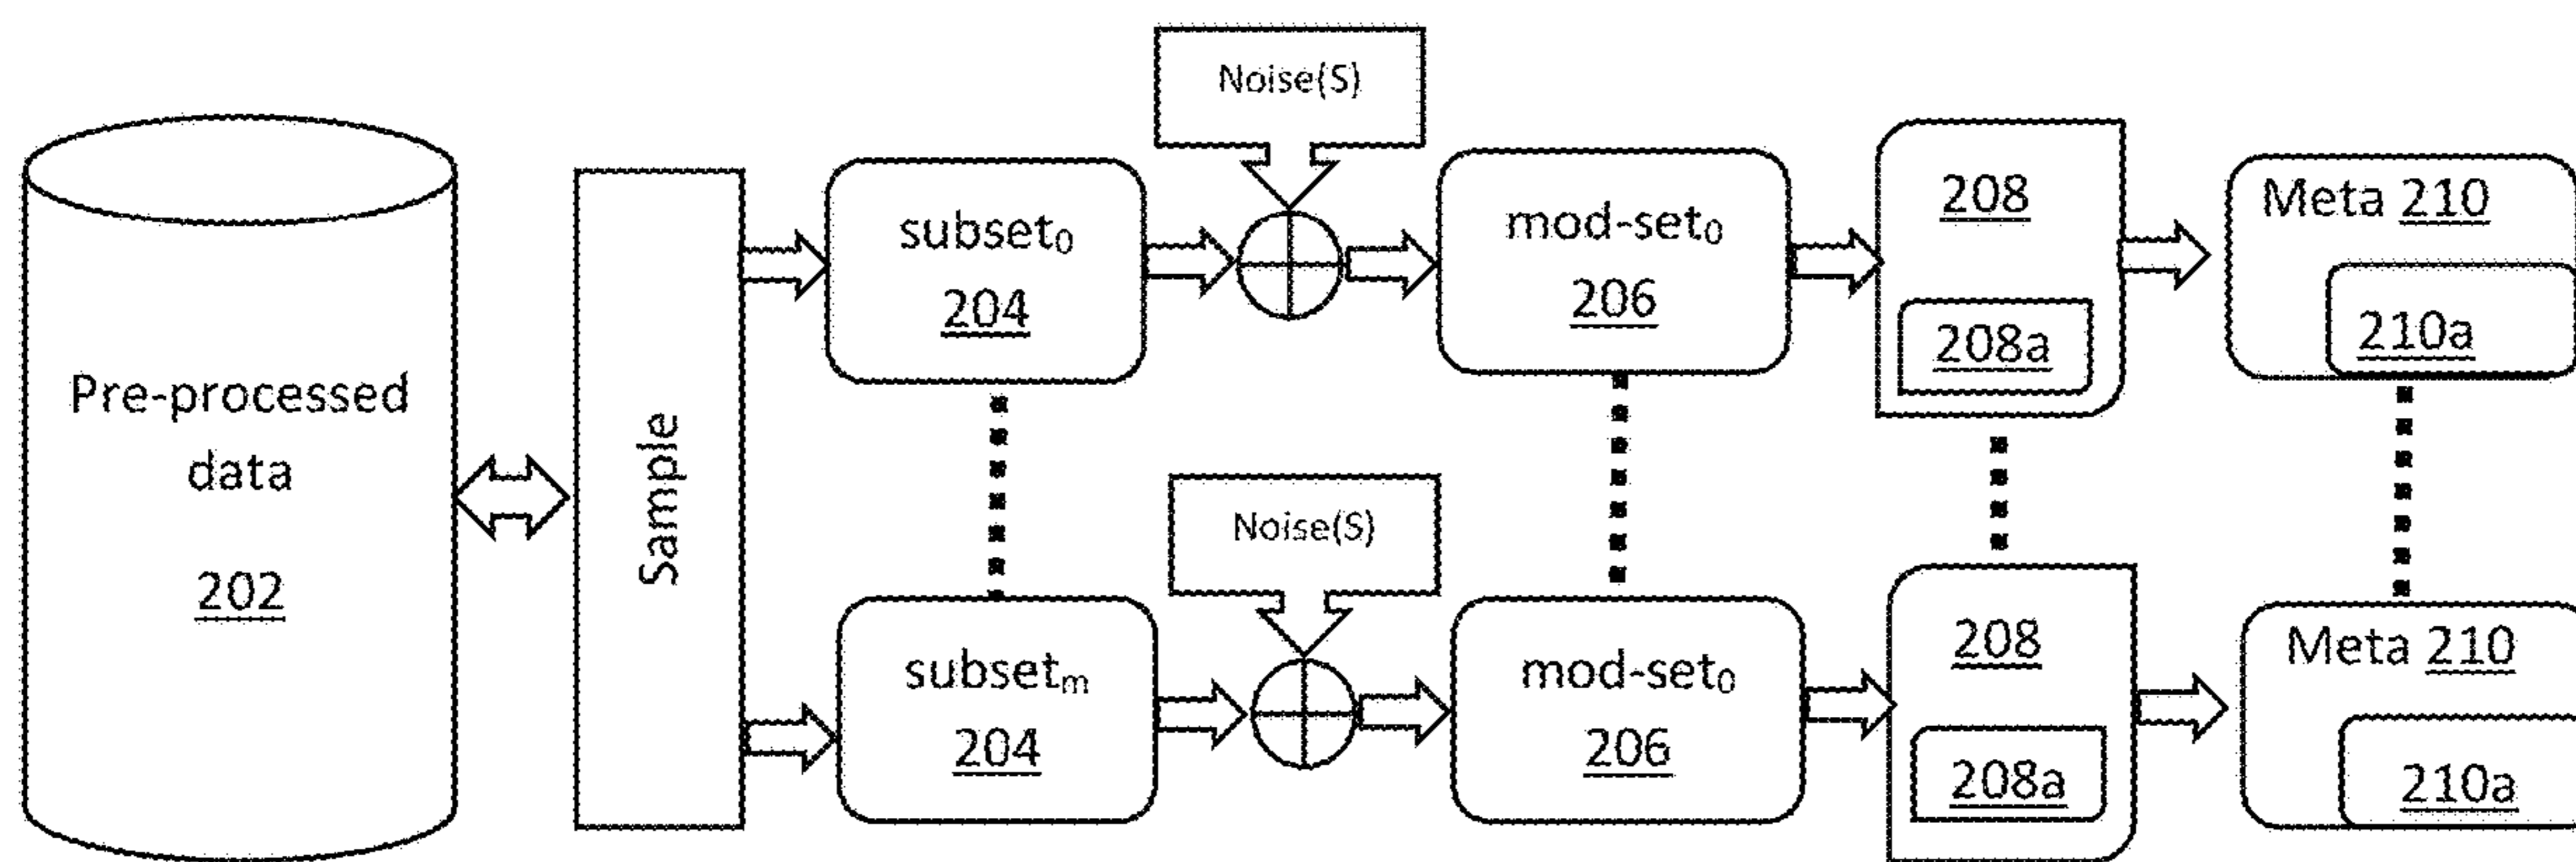 Pre-processed
data
202
Sample
Noise(S)
subset₀
204
mod-set₀
206
208
208a
Meta 210
210a
Noise(S)
subsetₘ
204
mod-set₀
206
208
208a
Meta 210
210a